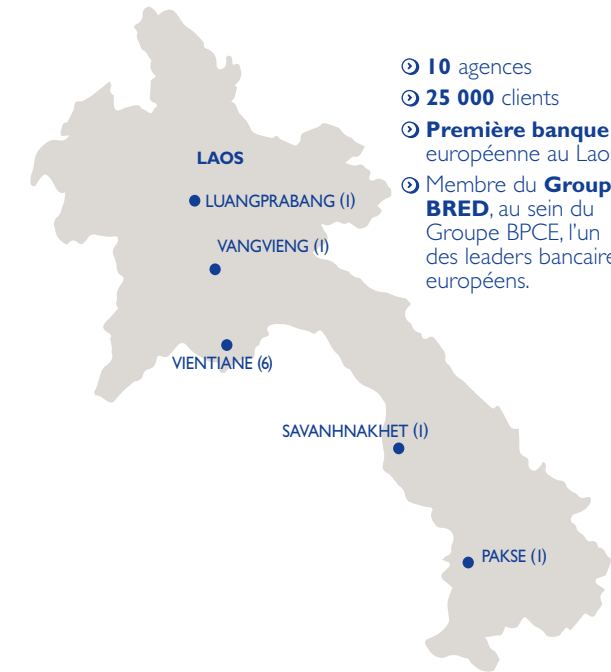 10 agences
25 000 clients
Première banque
européenne au Lao
Membre du Group
BRED, au sein du
Groupe BPCE, l'un
des leaders bancaire
européens.
LAOS
LUANGPRABANG (1)
VANGVIENG (1)
VIENTIANE (6)
SAVANHNAKHET (1)
PAKSE (1)